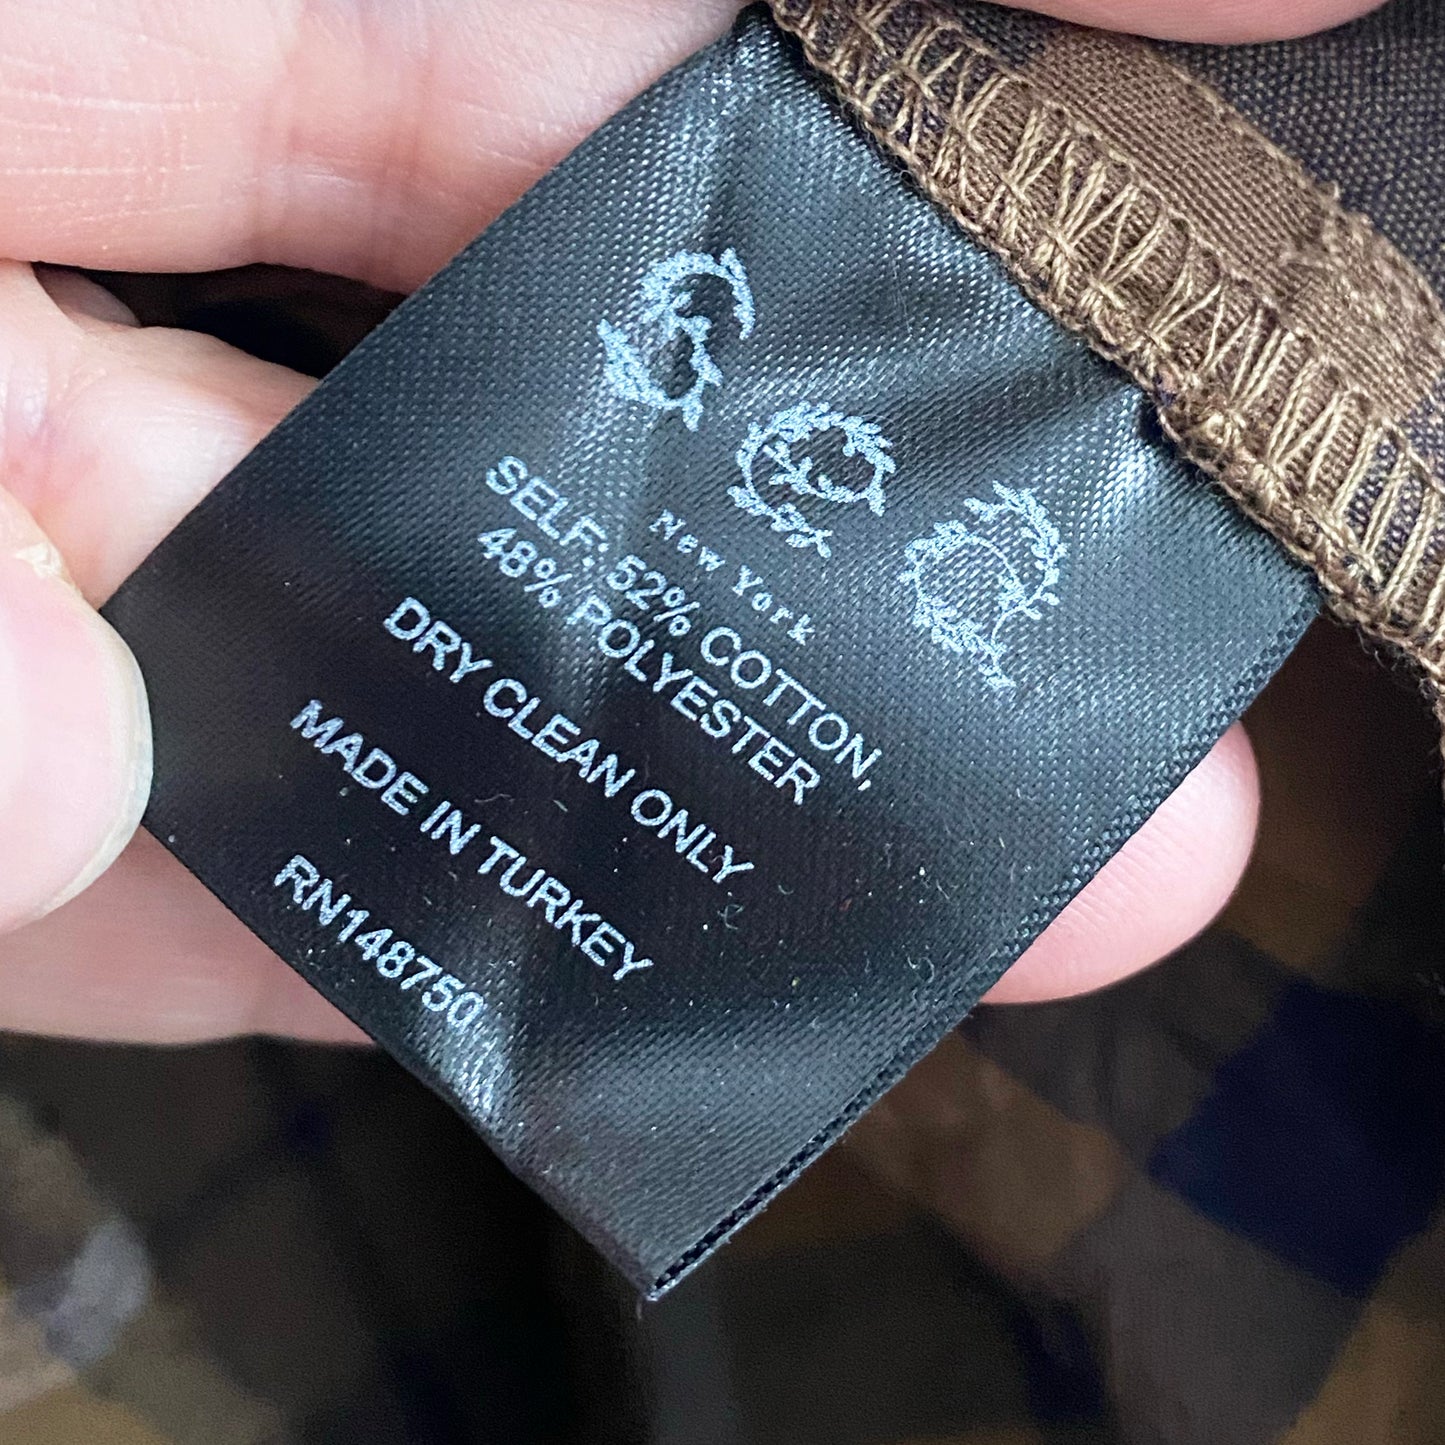 New York
SELF: 52% COTTON,
48% POLYESTER
DRY CLEAN ONLY
MADE IN TURKEY
RN148750